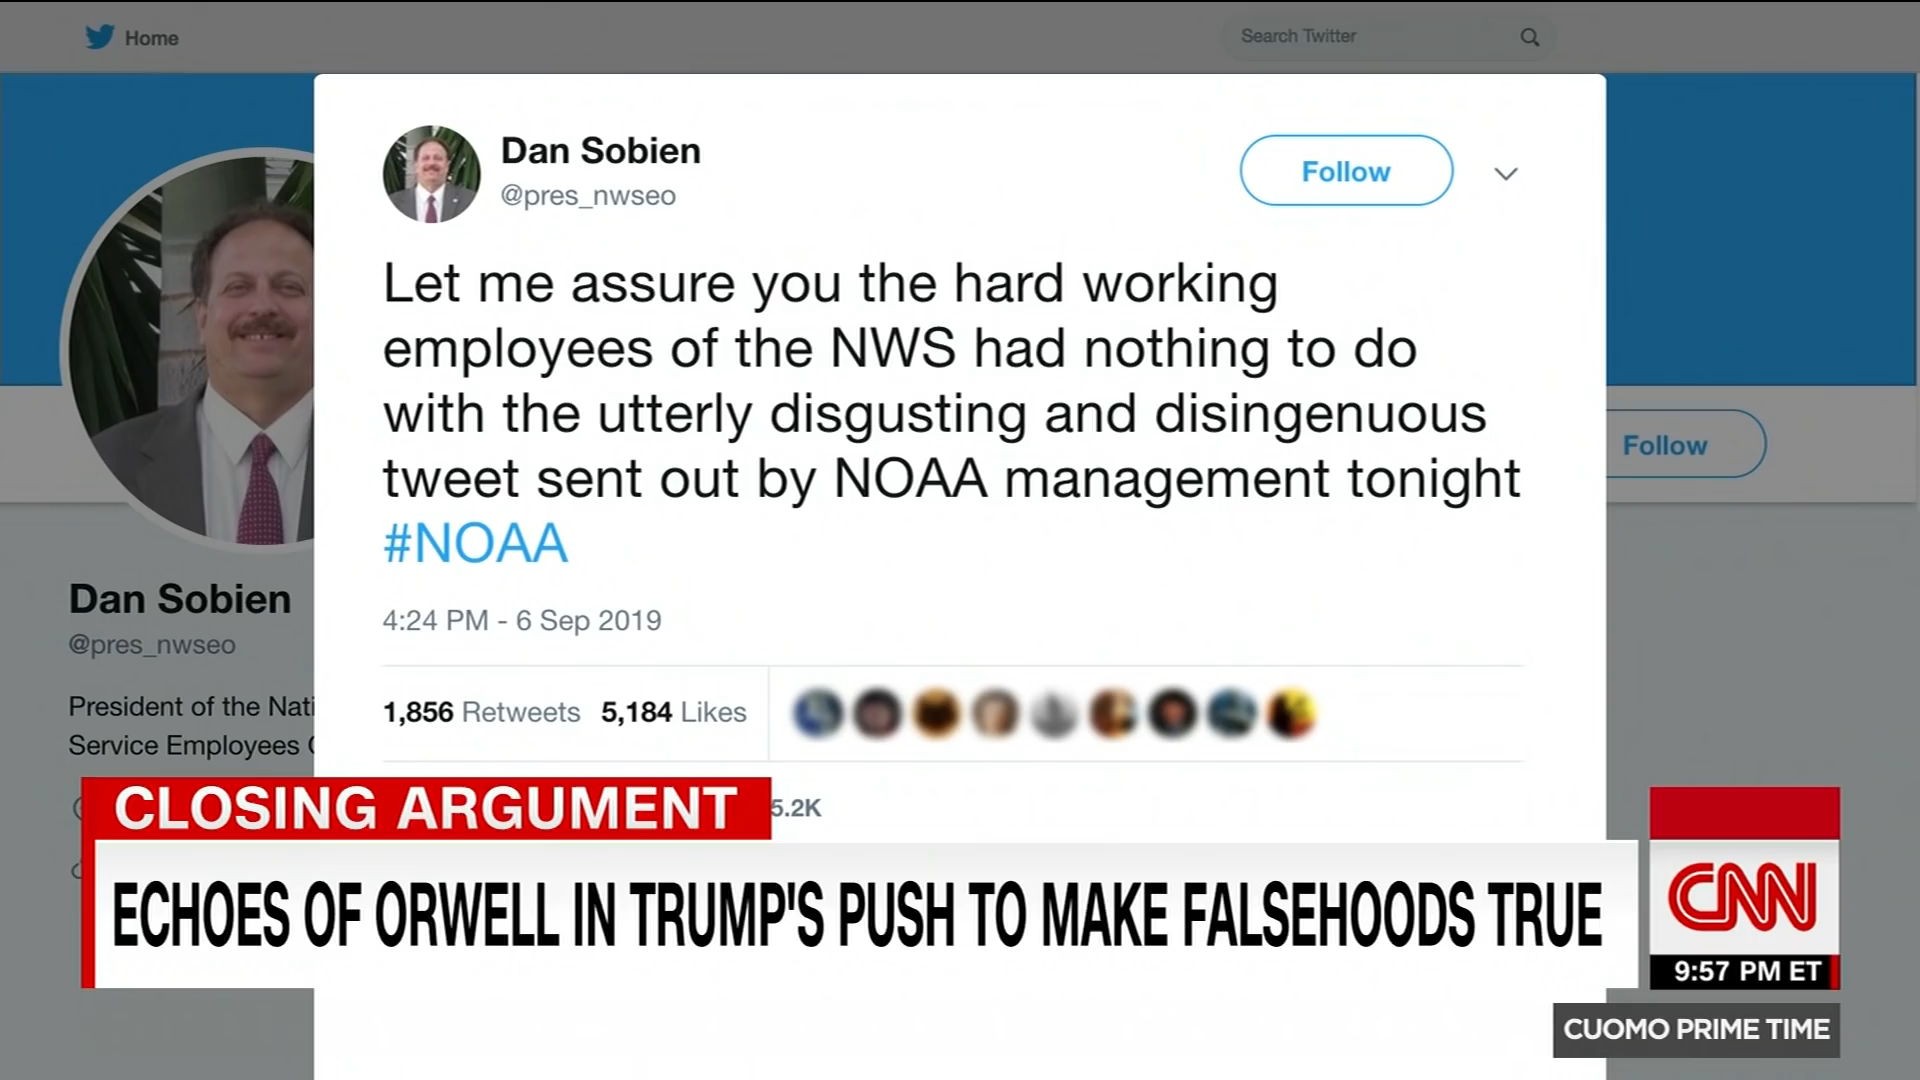 Home
Search Twitter
Dan Sobien
@pres_nwseo
Follow
Let me assure you the hard working
employees of the NWS had nothing to do
with the utterly disgusting and disingenuous
tweet sent out by NOAA management tonight
#NOAA
4:24 PM - 6 Sep 2019
1,856 Retweets 5,184 Likes
5.2K
Follow
Dan Sobien
@pres_nwseo
President of the Nati
Service Employees
CLOSING ARGUMENT
ECHOES OF ORWELL IN TRUMP'S PUSH TO MAKE FALSEHOODS TRUE
CNN
9:57 PM ET
CUOMO PRIME TIME